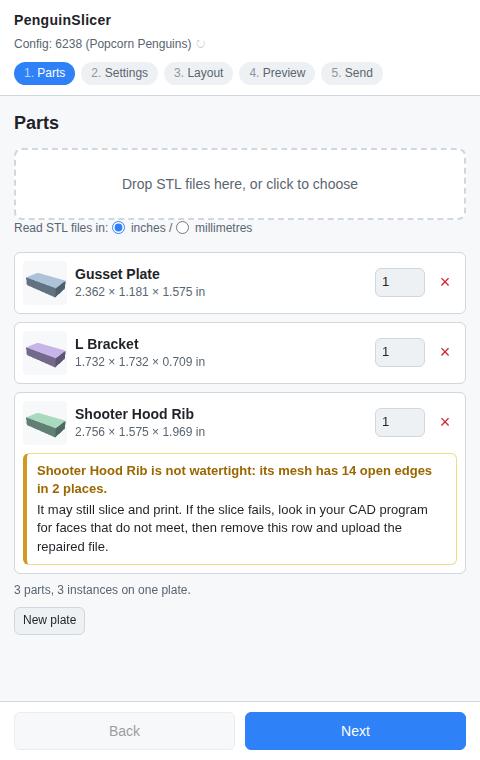 PenguinSlicer
Config: 6238 (Popcorn Penguins) ↻
1. Parts
2. Settings
3. Layout
4. Preview
5. Send
Parts
Drop STL files here, or click to choose
Read STL files in: inches / millimetres
Gusset Plate
2.362 × 1.181 × 1.575 in
1
×
L Bracket
1.732 × 1.732 × 0.709 in
1
×
Shooter Hood Rib
2.756 × 1.575 × 1.969 in
1
×
Shooter Hood Rib is not watertight: its mesh has 14 open edges
in 2 places.
It may still slice and print. If the slice fails, look in your CAD program
for faces that do not meet, then remove this row and upload the
repaired file.
3 parts, 3 instances on one plate.
New plate
Back
Next